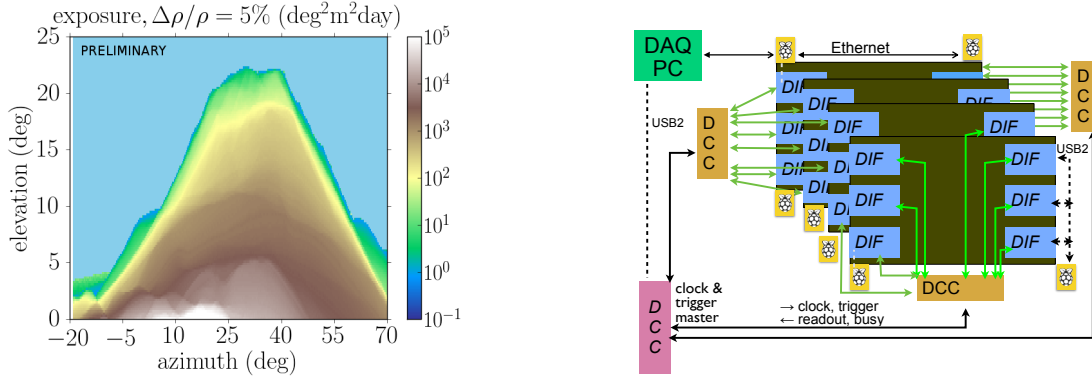 exposure, Δρ/ρ = 5% (deg²m²day)
PRELIMINARY
25
20
15
10
5
0
elevation (deg)
−20
−5
10
25
40
55
70
azimuth (deg)
10⁵
10⁴
10³
10²
10¹
10⁰
10⁻¹
DAQ
PC
Ethernet
D
C
C
USB2
D
C
C
DIF
DIF
DIF
DIF
DIF
DIF
DIF
DIF
DIF
DIF
DI
DIF
DIF
DIF
DIF
DIF
DIF
USB2
DCC
clock &
trigger
master
→ clock, trigger
← readout, busy
D
C
C